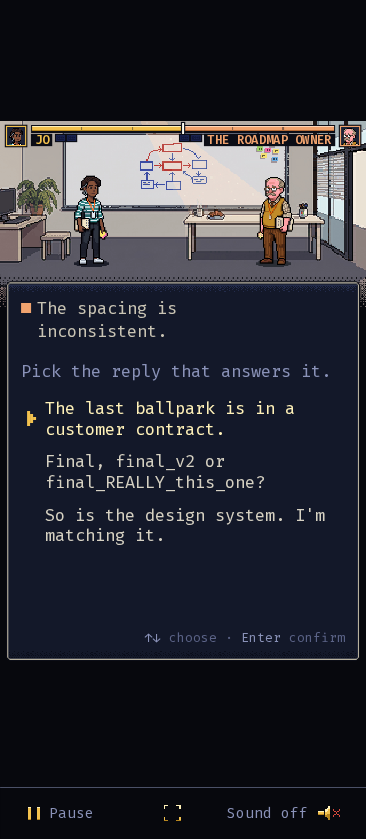 JO
THE ROADMAP OWNER
The spacing is
inconsistent.
Pick the reply that answers it.
The last ballpark is in a
customer contract.
Final, final_v2 or
final_REALLY_this_one?
So is the design system. I'm
matching it.
↑↓ choose · Enter confirm
Pause
Sound off